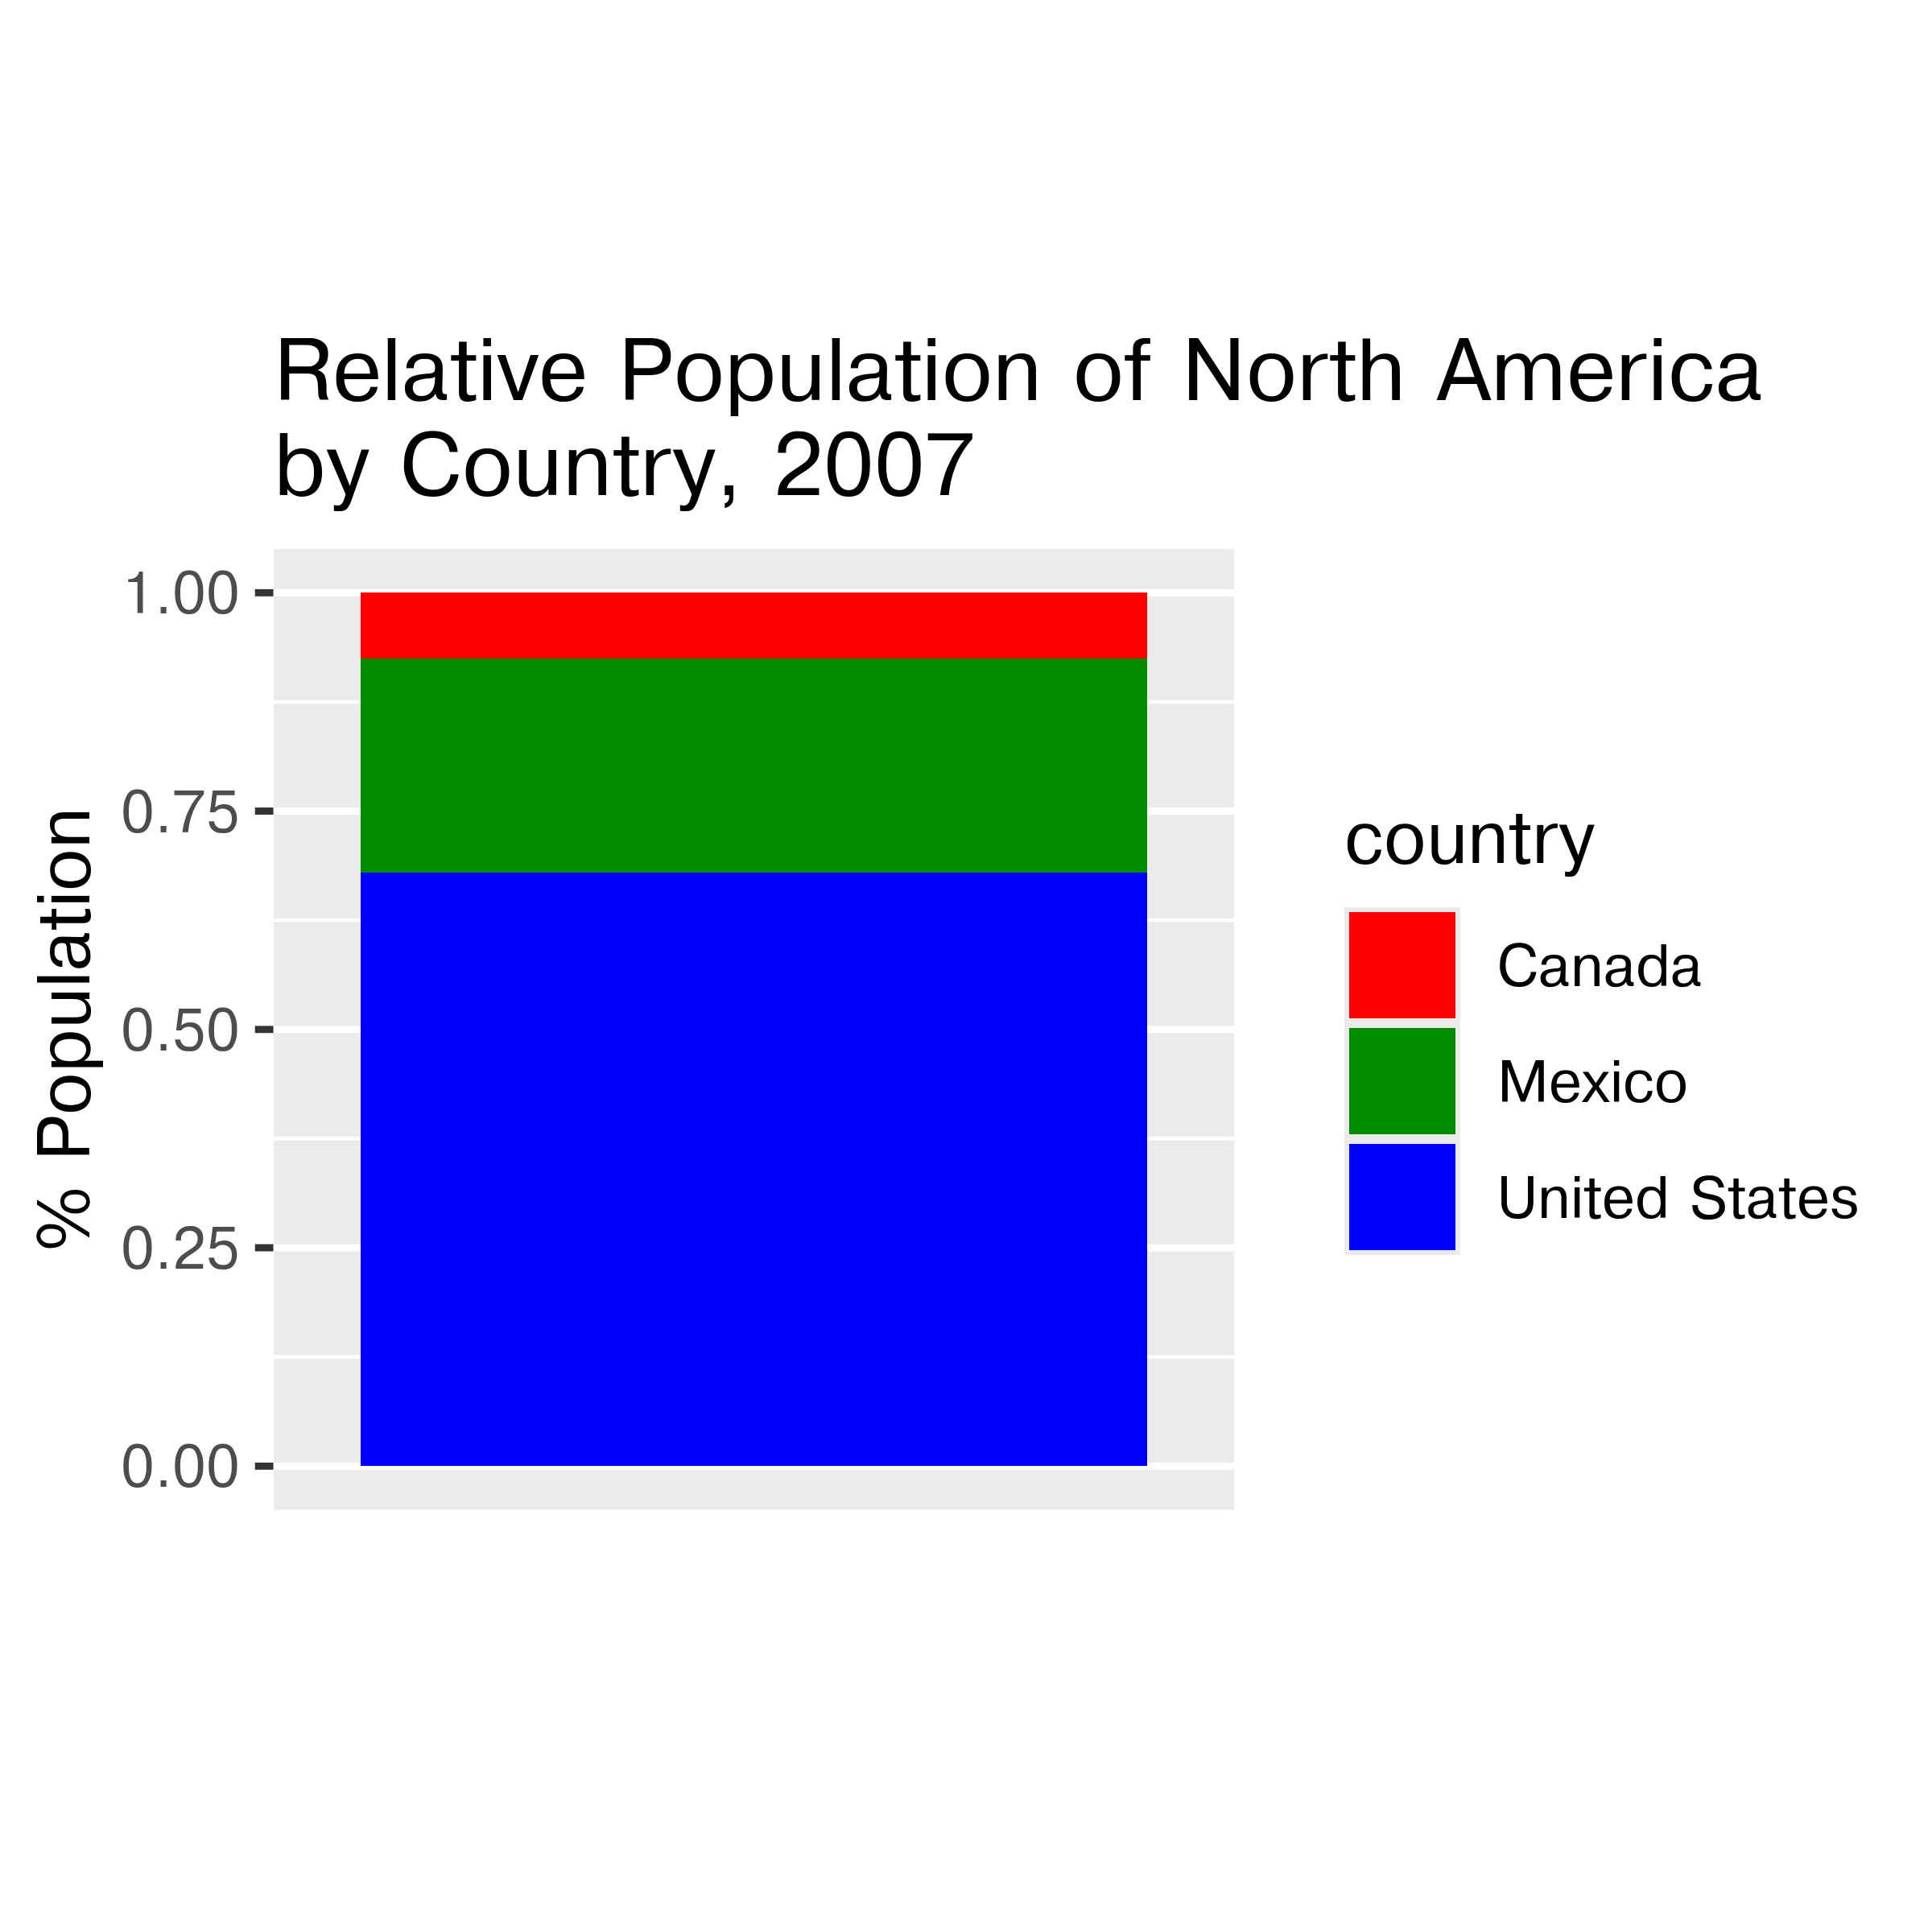 Relative Population of North America
by Country, 2007
% Population
1.00
0.75
0.50
0.25
0.00
country
Canada
Mexico
United States